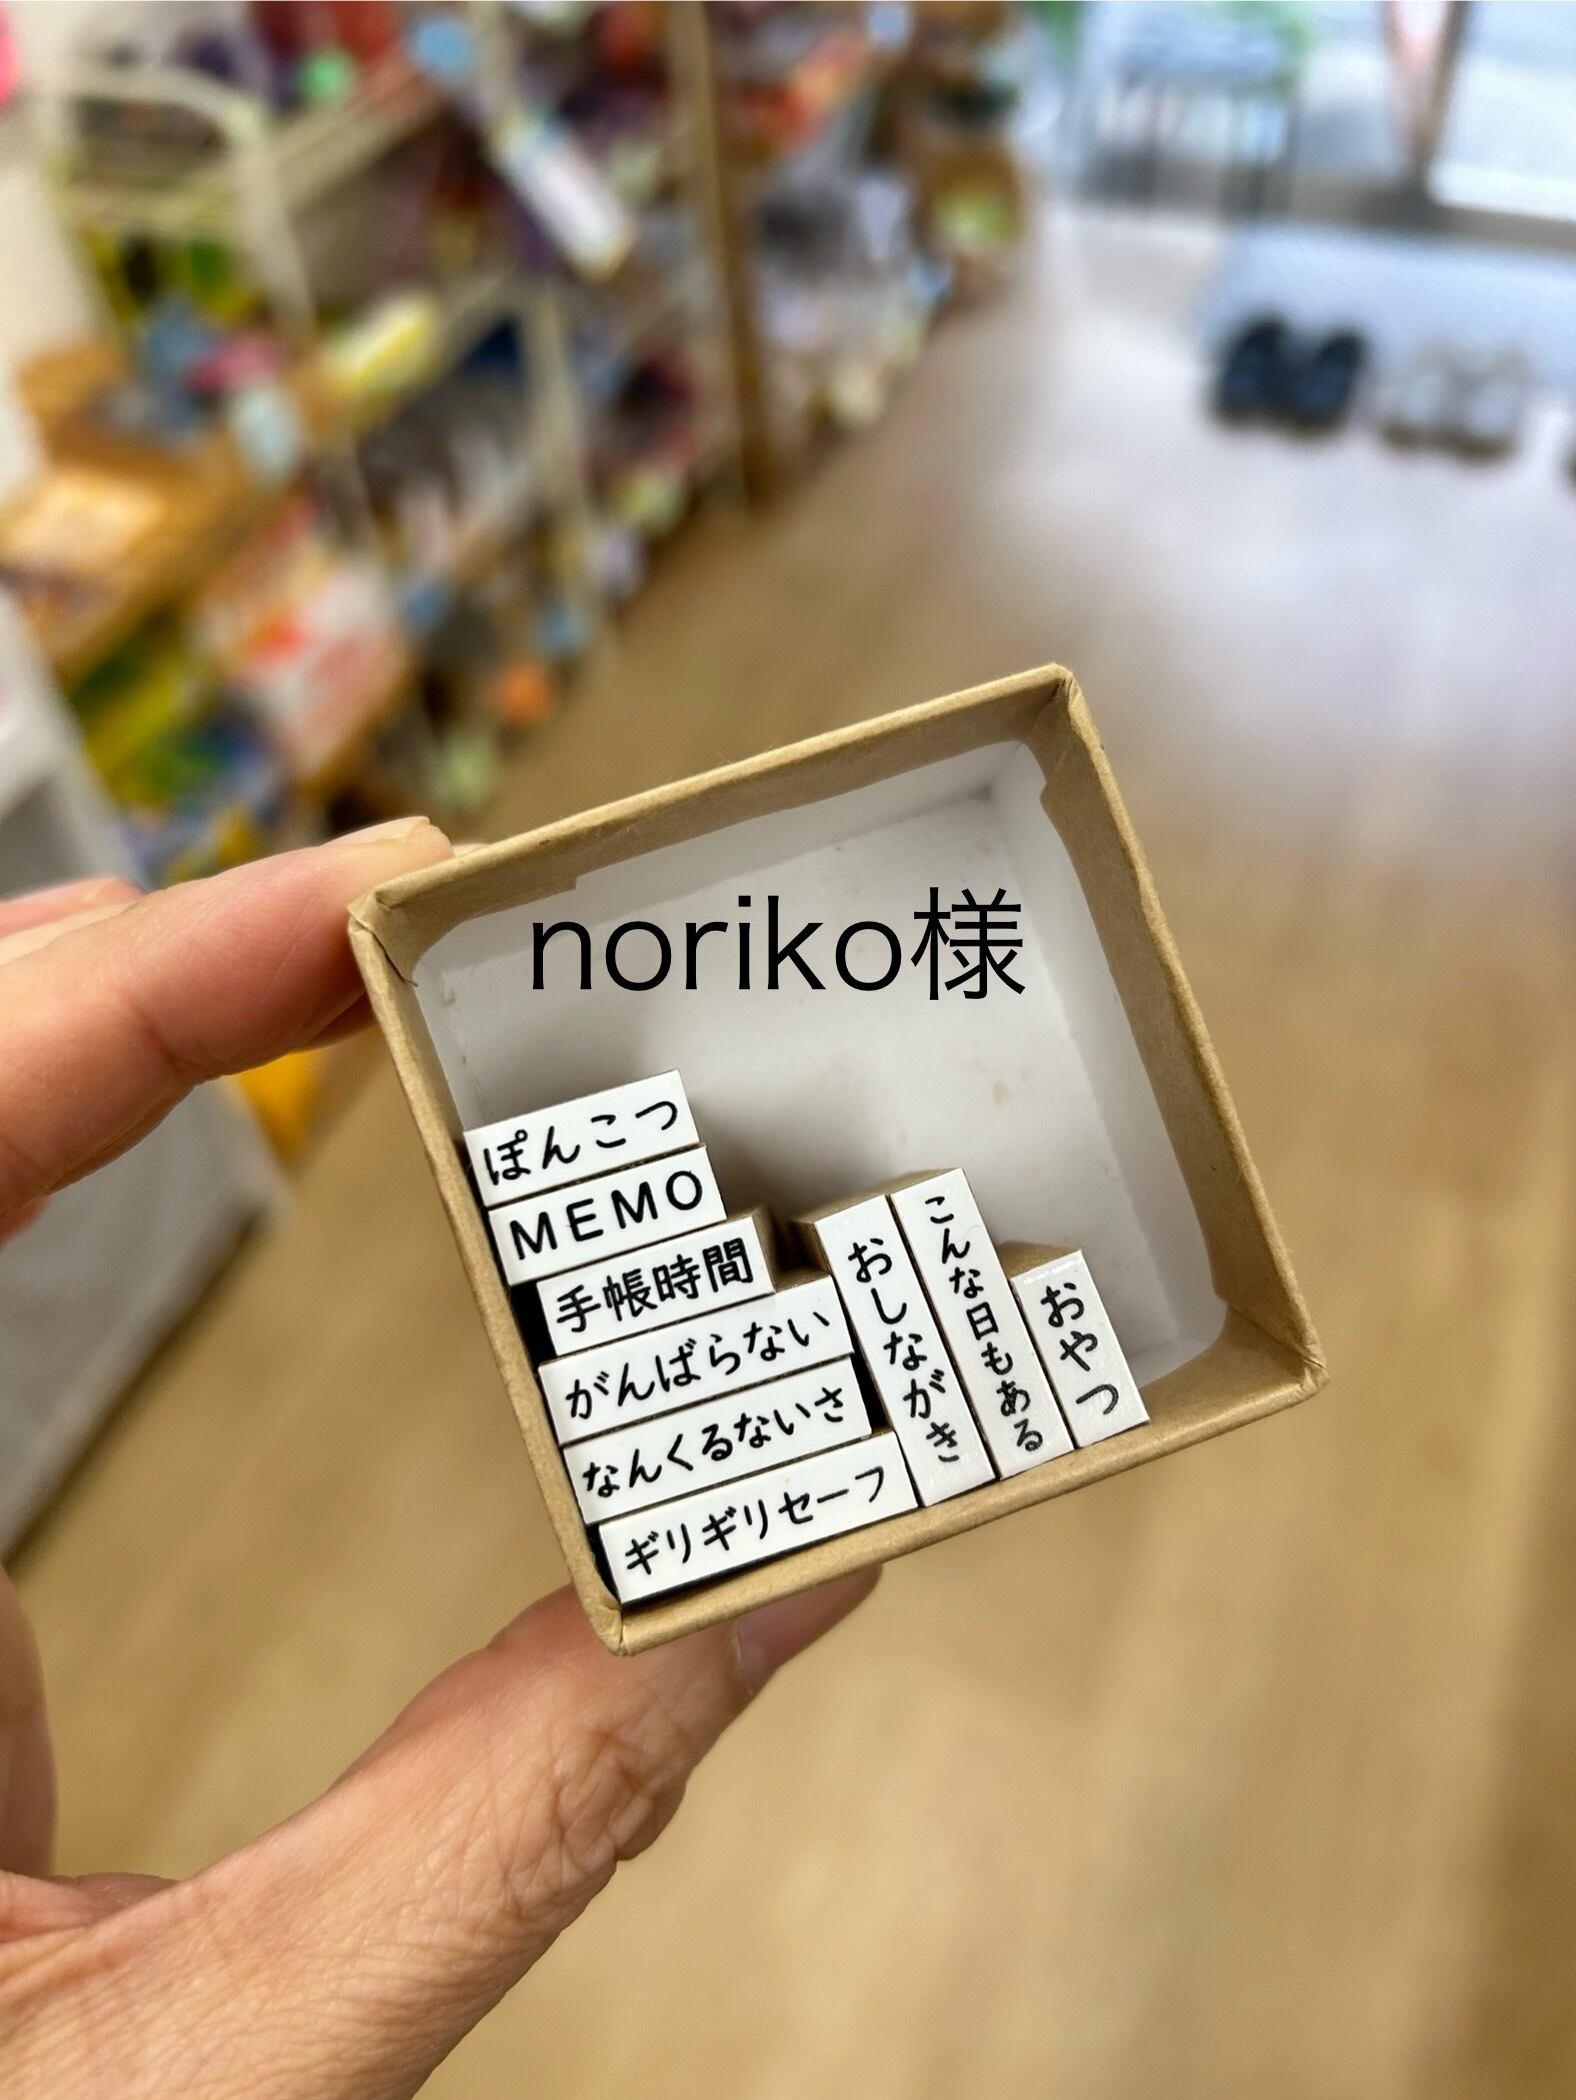 noriko様
ぽんこつ
MEMO
手帳時間
がんばらない
なんくるないさ
ギリギリセーフ
おしながき
こんな日もある
おやつ